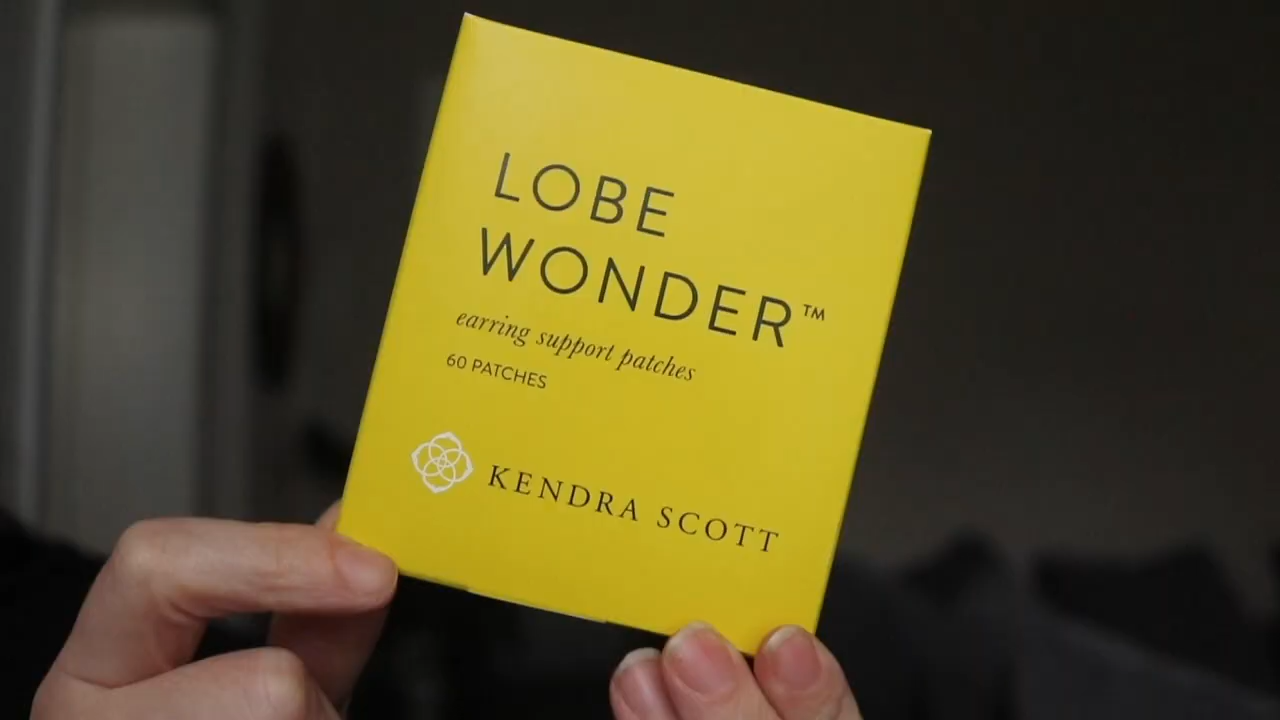 LOBE
WONDER™
earring support patches
60 PATCHES
KENDRA SCOTT